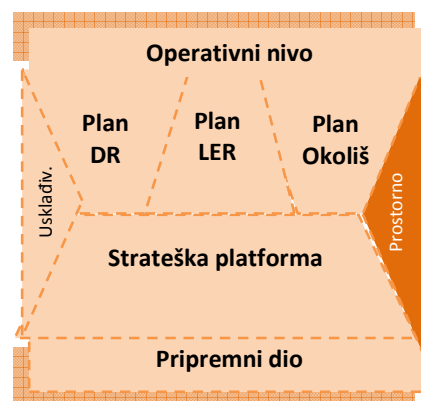 Operativni nivo
Plan
DR
Plan
LER
Plan
Okoliš
Usklađiv.
Prostorno
Strateška platforma
Pripremni dio